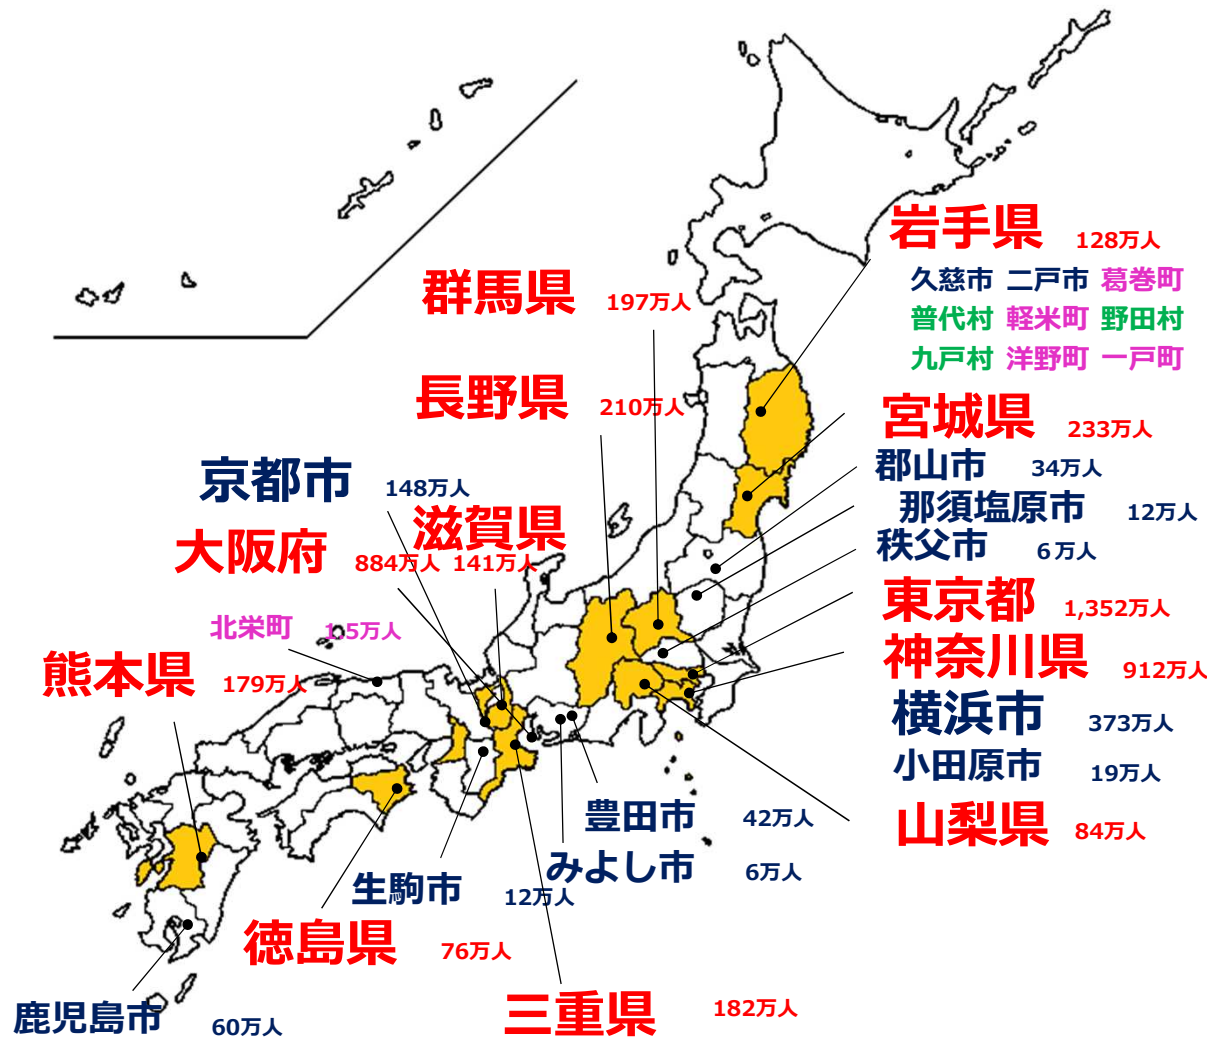 岩手県 128万人
久慈市 二戸市 葛巻町
普代村 軽米町 野田村
九戸村 洋野町 一戸町
群馬県 197万人
長野県 210万人
宮城県 233万人
郡山市 34万人
那須塩原市 12万人
秩父市 6万人
東京都 1,352万人
神奈川県 912万人
横浜市 373万人
小田原市 19万人
山梨県 84万人
京都市 148万人
滋賀県 141万人
大阪府 884万人
北栄町 1.5万人
熊本県 179万人
豊田市 42万人
みよし市 6万人
生駒市 12万人
徳島県 76万人
三重県 182万人
鹿児島市 60万人